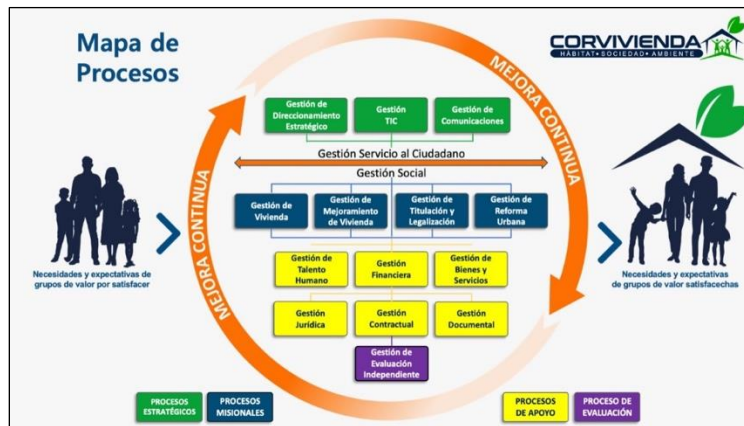 Mapa de
Procesos
CORVIVIENDA
HÁBITAT•SOCIEDAD•AMBIENTE
MEJORA CONTINUA
MEJORA CONTINUA
Gestión de
Direccionamiento
Estratégico
Gestión
TIC
Gestión de
Comunicaciones
Gestión Servicio al Ciudadano
Gestión Social
Gestión de
Vivienda
Gestión de
Mejoramiento
de Vivienda
Gestión de
Titulación y
Legalización
Gestión de
Reforma
Urbana
Necesidades y expectativas de
grupos de valor por satisfacer
Necesidades y expectativas
de grupos de valor satisfechas
Gestión de
Talento
Humano
Gestión
Financiera
Gestión de
Bienes y
Servicios
Gestión
Jurídica
Gestión
Contractual
Gestión
Documental
Gestión de
Evaluación
Independiente
PROCESOS
ESTRATÉGICOS
PROCESOS
MISIONALES
PROCESOS
DE APOYO
PROCESO DE
EVALUACIÓN